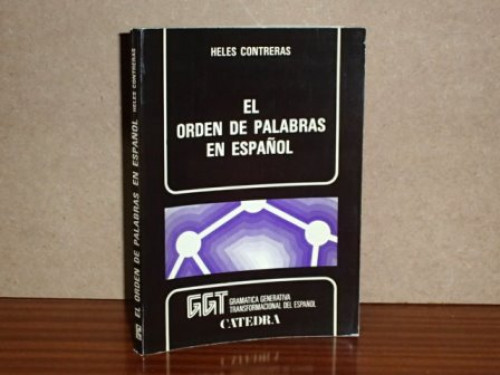 HELES CONTRERAS
EL
ORDEN DE PALABRAS
EN ESPAÑOL
GGT GRAMATICA GENERATIVA
TRANSFORMACIONAL DEL ESPAÑOL
CATEDRA
EL ORDEN DE PALABRAS EN ESPAÑOL HELES CONTRERAS